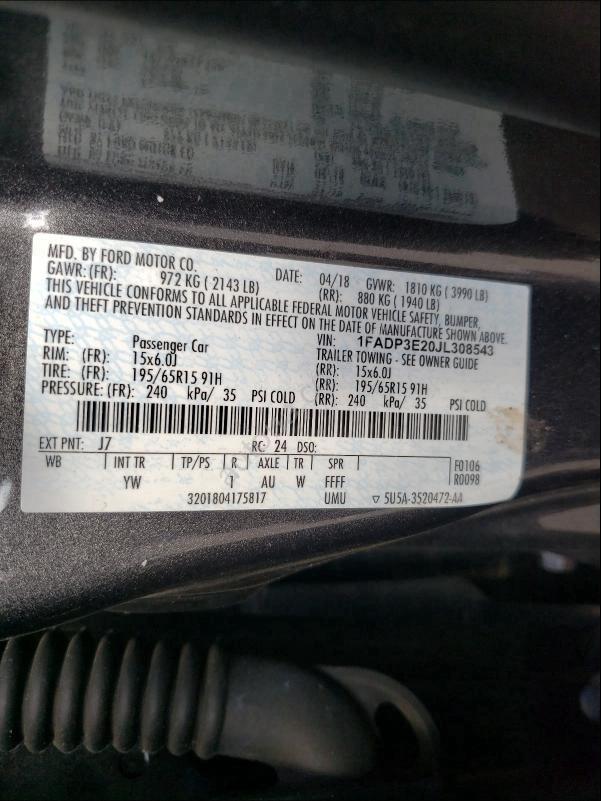 MFD. BY FORD MOTOR CO.
DATE: 04/18 GVWR: 1810 KG ( 3990 LB)
GAWR: (FR): 972 KG ( 2143 LB) (RR): 880 KG ( 1940 LB)
THIS VEHICLE CONFORMS TO ALL APPLICABLE FEDERAL MOTOR VEHICLE SAFETY, BUMPER,
AND THEFT PREVENTION STANDARDS IN EFFECT ON THE DATE OF MANUFACTURE SHOWN ABOVE.
VIN: 1FADP3E20JL308543
TYPE: Passenger Car TRAILER TOWING - SEE OWNER GUIDE
RIM: (FR): 15x6.0J (RR): 15x6.0J
TIRE: (FR): 195/65R15 91H (RR): 195/65R15 91H
PRESSURE: (FR): 240 kPa/ 35 PSI COLD (RR): 240 kPa/ 35 PSI COLD
EXT PNT: J7 RC: 24 DSO:
WB INT TR TP/PS R AXLE TR SPR F0106
YW 1 AU W FFFF R0098
3201804175817 UMU ▽ 5U5A-3520472-AA